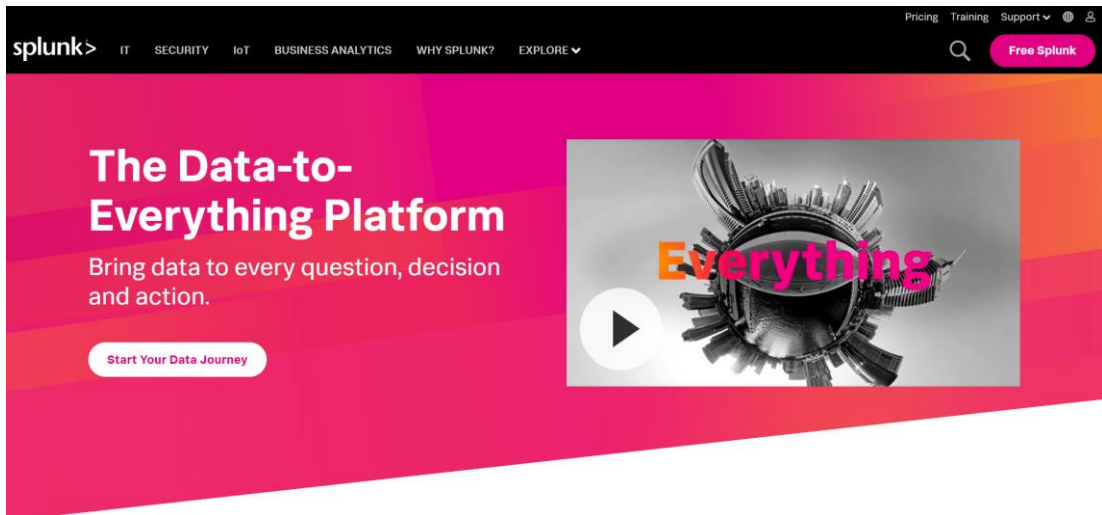 Pricing Training Support
splunk> IT SECURITY IoT BUSINESS ANALYTICS WHY SPLUNK? EXPLORE Free Splunk
The Data-to-
Everything Platform
Bring data to every question, decision
and action.
Start Your Data Journey
Everything